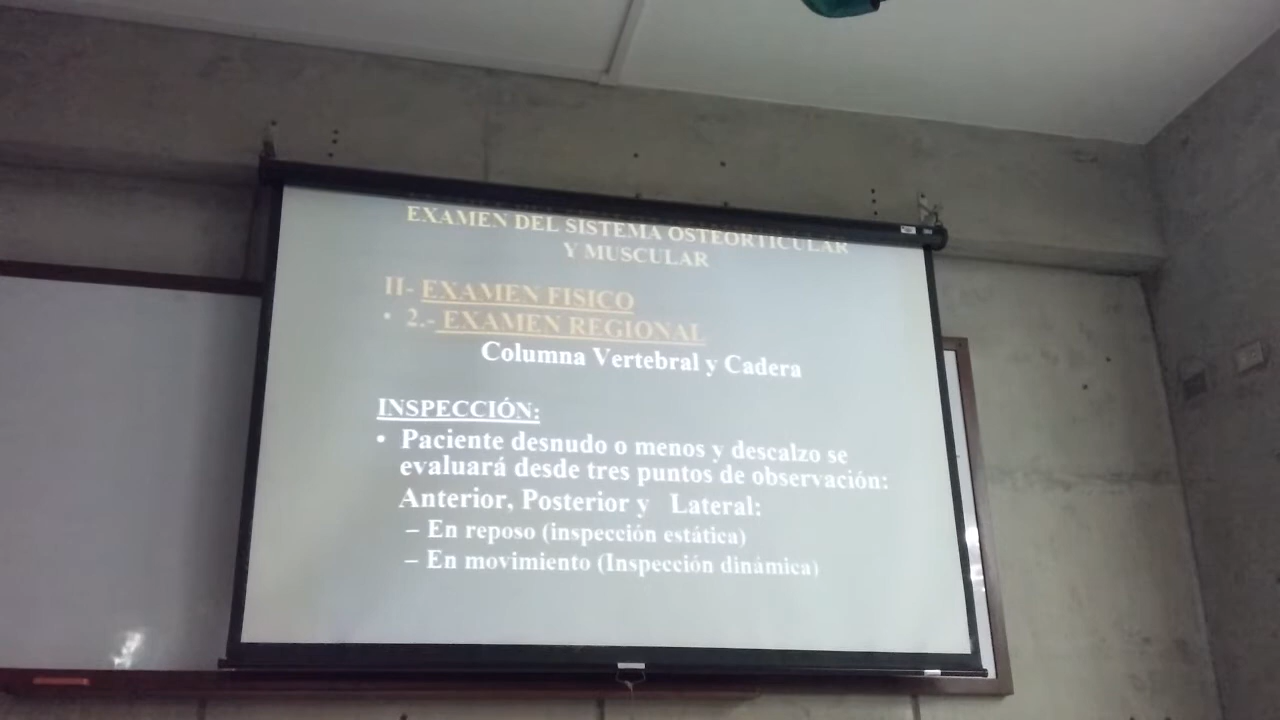 EXAMEN DEL SISTEMA OSTEORTICULAR
Y MUSCULAR
II- EXAMEN FISICO
• 2.- EXAMEN REGIONAL
Columna Vertebral y Cadera
INSPECCIÓN:
• Paciente desnudo o menos y descalzo se
evaluará desde tres puntos de observación:
Anterior, Posterior y Lateral:
– En reposo (inspección estática)
– En movimiento (Inspección dinámica)